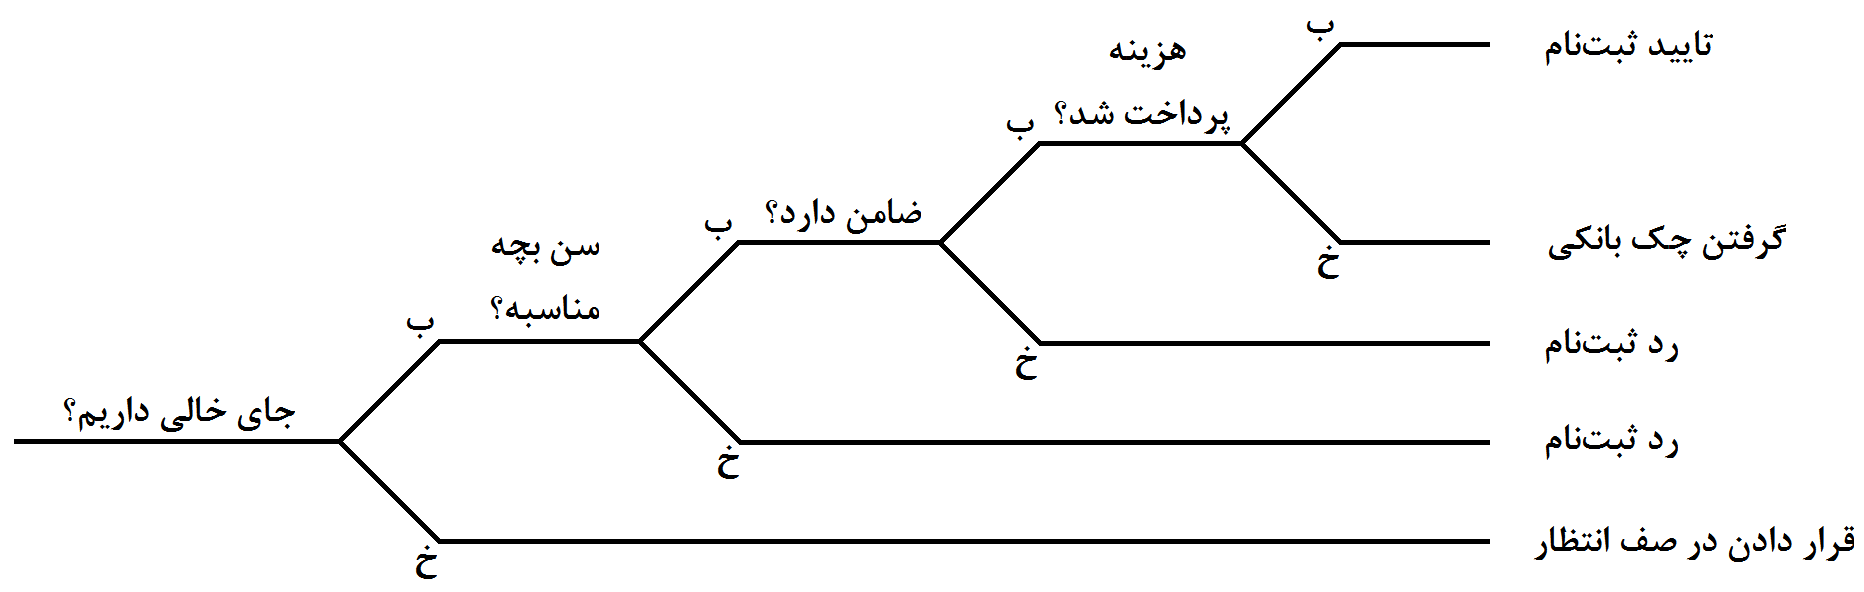 جای خالی داریم؟
ب
خ
سن بچه
مناسبه؟
ب
خ
ضامن دارد؟
ب
خ
هزینه
پرداخت شد؟
ب
خ
تایید ثبت‌نام
گرفتن چک بانکی
رد ثبت‌نام
رد ثبت‌نام
قرار دادن در صف انتظار